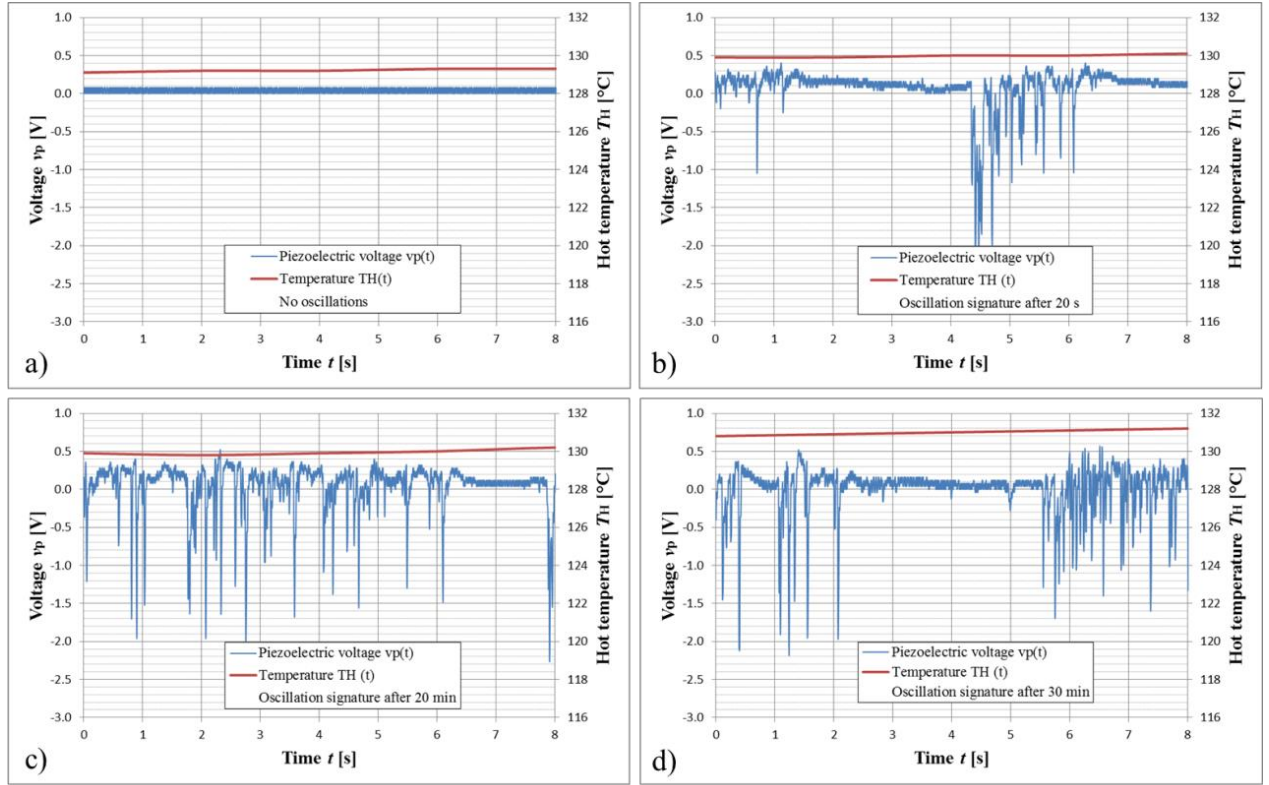 1.0
0.5
0.0
-0.5
-1.0
-1.5
-2.0
-2.5
-3.0
Voltage vp [V]
132
130
128
126
124
122
120
118
116
Hot temperature TH [°C]
Piezoelectric voltage vp(t)
Temperature TH(t)
No oscillations
0 1 2 3 4 5 6 7 8
Time t [s]
a)
1.0
0.5
0.0
-0.5
-1.0
-1.5
-2.0
-2.5
-3.0
Voltage vp [V]
132
130
128
126
124
122
120
118
116
Hot temperature TH [°C]
Piezoelectric voltage vp(t)
Temperature TH (t)
Oscillation signature after 20 s
0 1 2 3 4 5 6 7 8
Time t [s]
b)
1.0
0.5
0.0
-0.5
-1.0
-1.5
-2.0
-2.5
-3.0
Voltage vp [V]
132
130
128
126
124
122
120
118
116
Hot temperature TH [°C]
Piezoelectric voltage vp(t)
Temperature TH (t)
Oscillation signature after 20 min
0 1 2 3 4 5 6 7 8
Time t [s]
c)
1.0
0.5
0.0
-0.5
-1.0
-1.5
-2.0
-2.5
-3.0
Voltage vp [V]
132
130
128
126
124
122
120
118
116
Hot temperature TH [°C]
Piezoelectric voltage vp(t)
Temperature TH (t)
Oscillation signature after 30 min
0 1 2 3 4 5 6 7 8
Time t [s]
d)